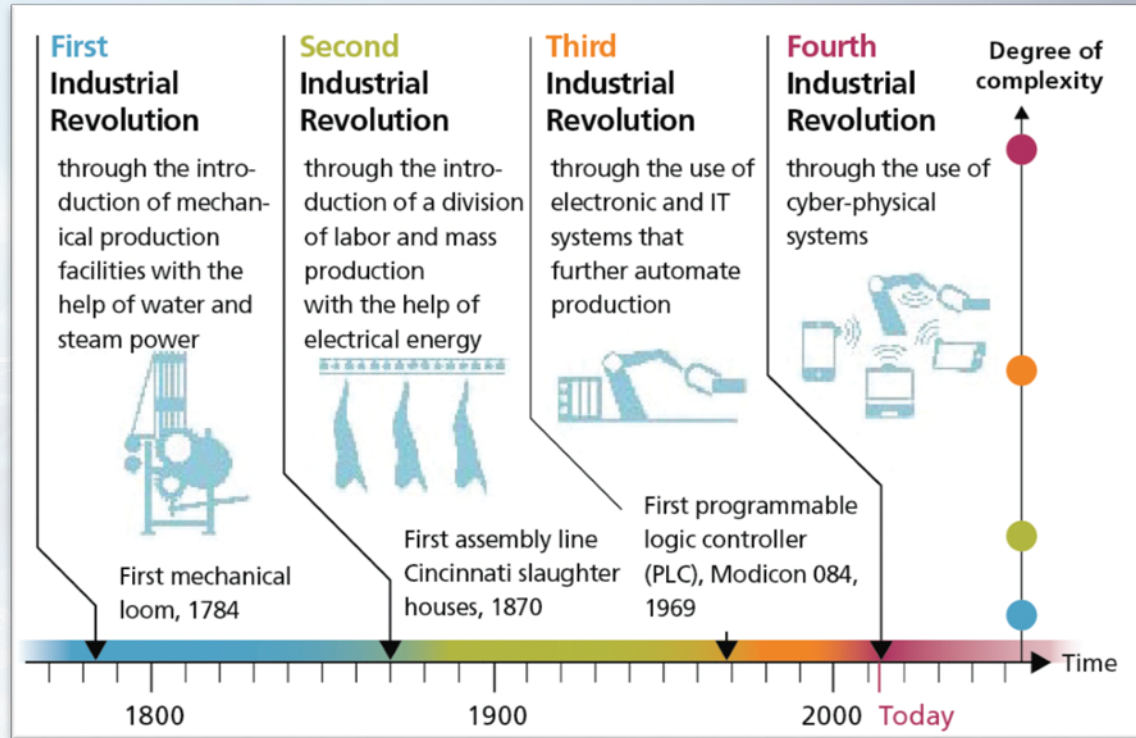 First
Industrial
Revolution
through the intro-
duction of mechan-
ical production
facilities with the
help of water and
steam power
First mechanical
loom, 1784
Second
Industrial
Revolution
through the intro-
duction of a division
of labor and mass
production
with the help of
electrical energy
First assembly line
Cincinnati slaughter
houses, 1870
Third
Industrial
Revolution
through the use of
electronic and IT
systems that
further automate
production
First programmable
logic controller
(PLC), Modicon 084,
1969
Fourth
Industrial
Revolution
through the use of
cyber-physical
systems
Degree of
complexity
Time
1800
1900
2000
Today